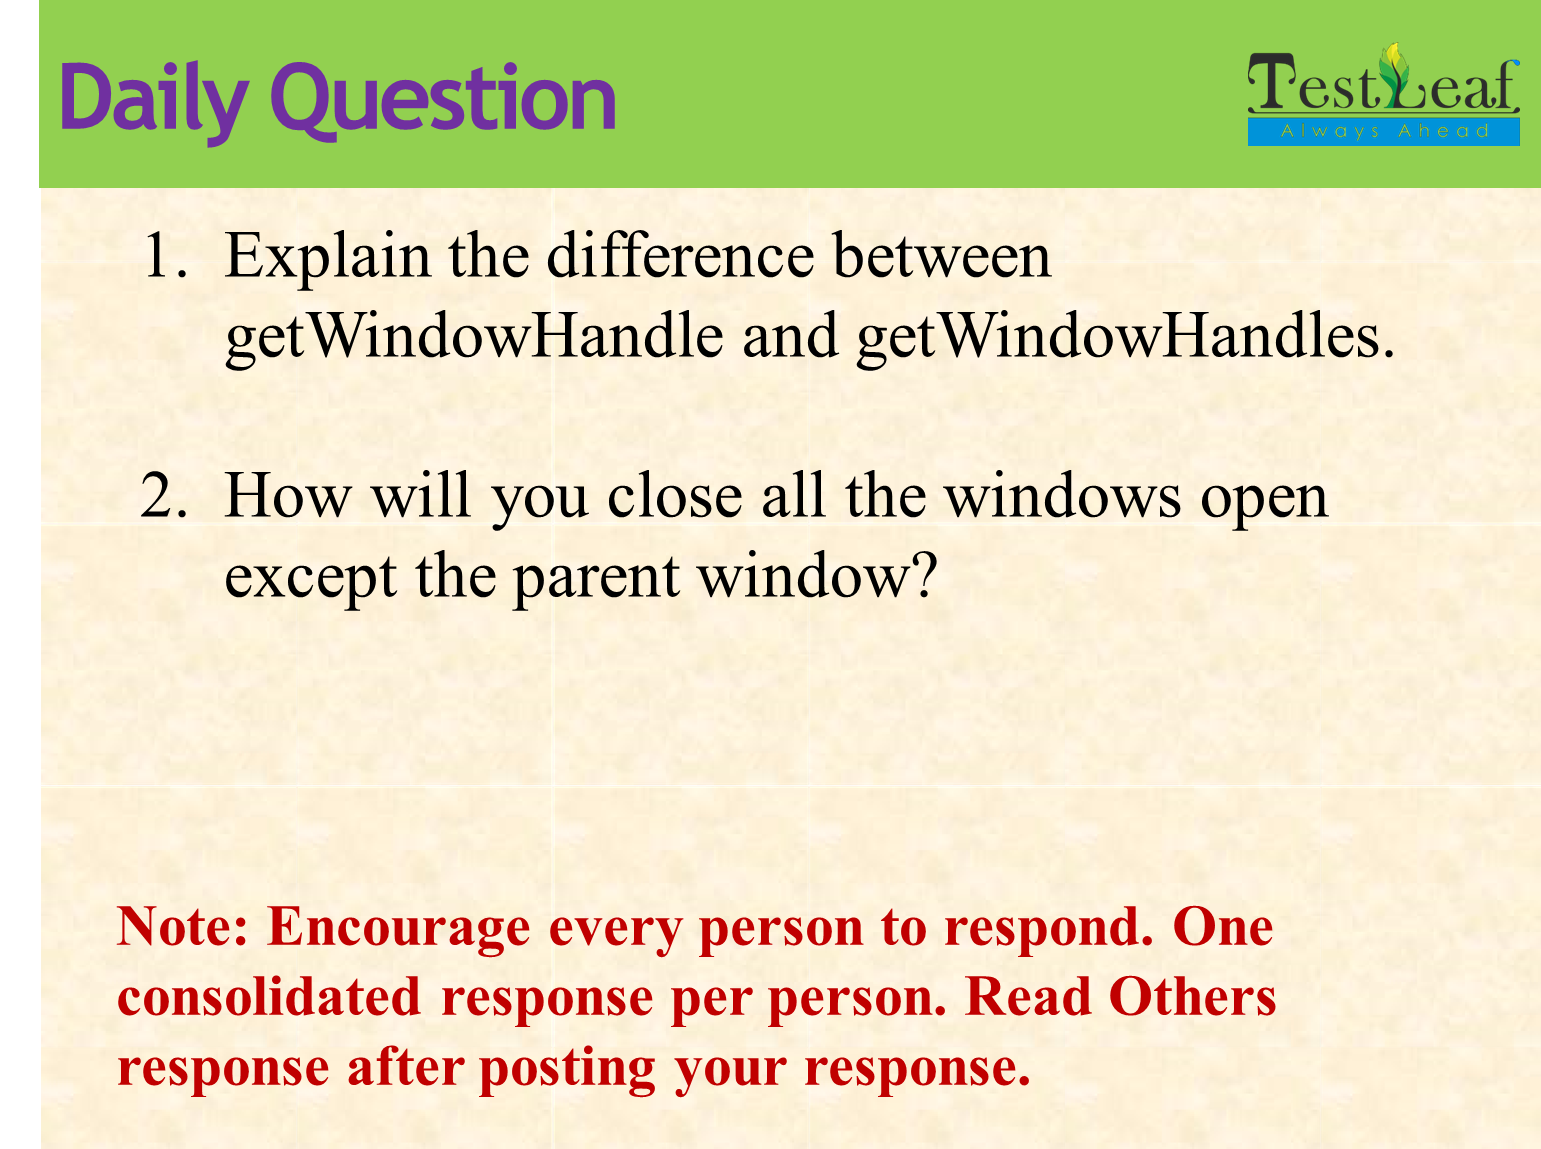 Daily Question
TestLeaf
Always Ahead
1. Explain the difference between
getWindowHandle and getWindowHandles.
2. How will you close all the windows open
except the parent window?
Note: Encourage every person to respond. One
consolidated response per person. Read Others
response after posting your response.